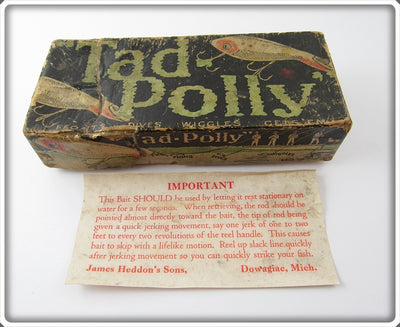 "Tad-
Polly"
DIVES WIGGLES GETS 'EM
Tad-Polly"
IMPORTANT
This Bait SHOULD be used by letting it rest stationary on
water for a few seconds. When retrieving, the rod should be
pointed almost directly toward the bait, the tip of rod being
given a quick jerking movement, say one jerk of one to two
feet to every two revolutions of the reel handle. This causes
bait to skip with a lifelike motion. Reel up slack line quickly
after jerking movement so you can quickly strike your fish.
James Heddon's Sons, Dowagiac, Mich.